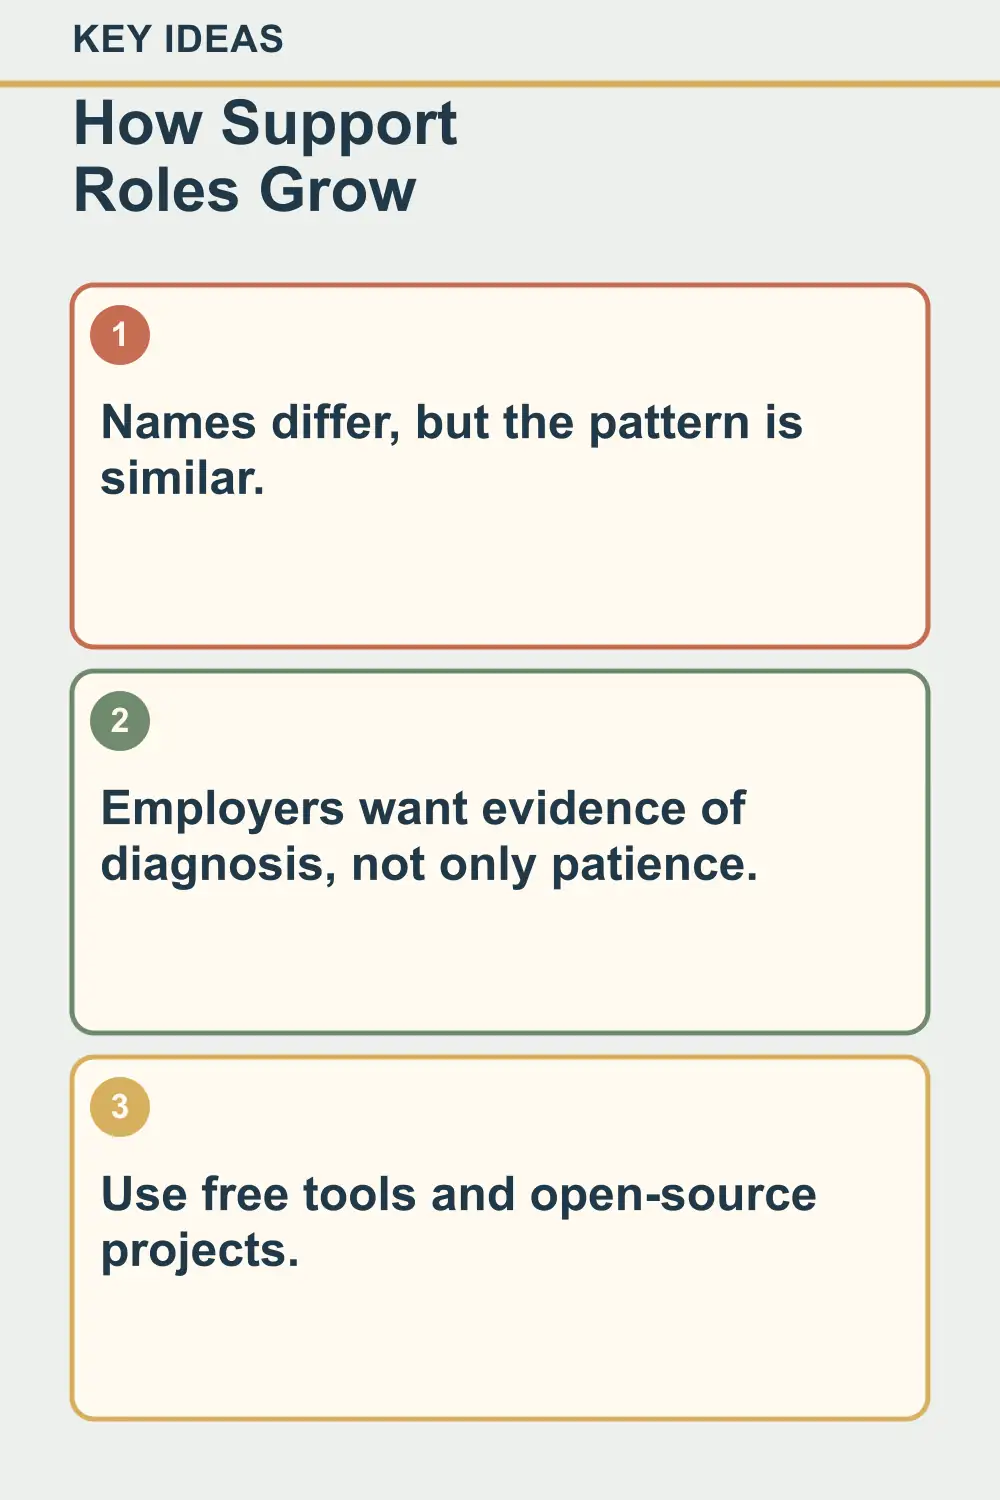 KEY IDEAS
How Support
Roles Grow
1
Names differ, but the pattern is
similar.
2
Employers want evidence of
diagnosis, not only patience.
3
Use free tools and open-source
projects.